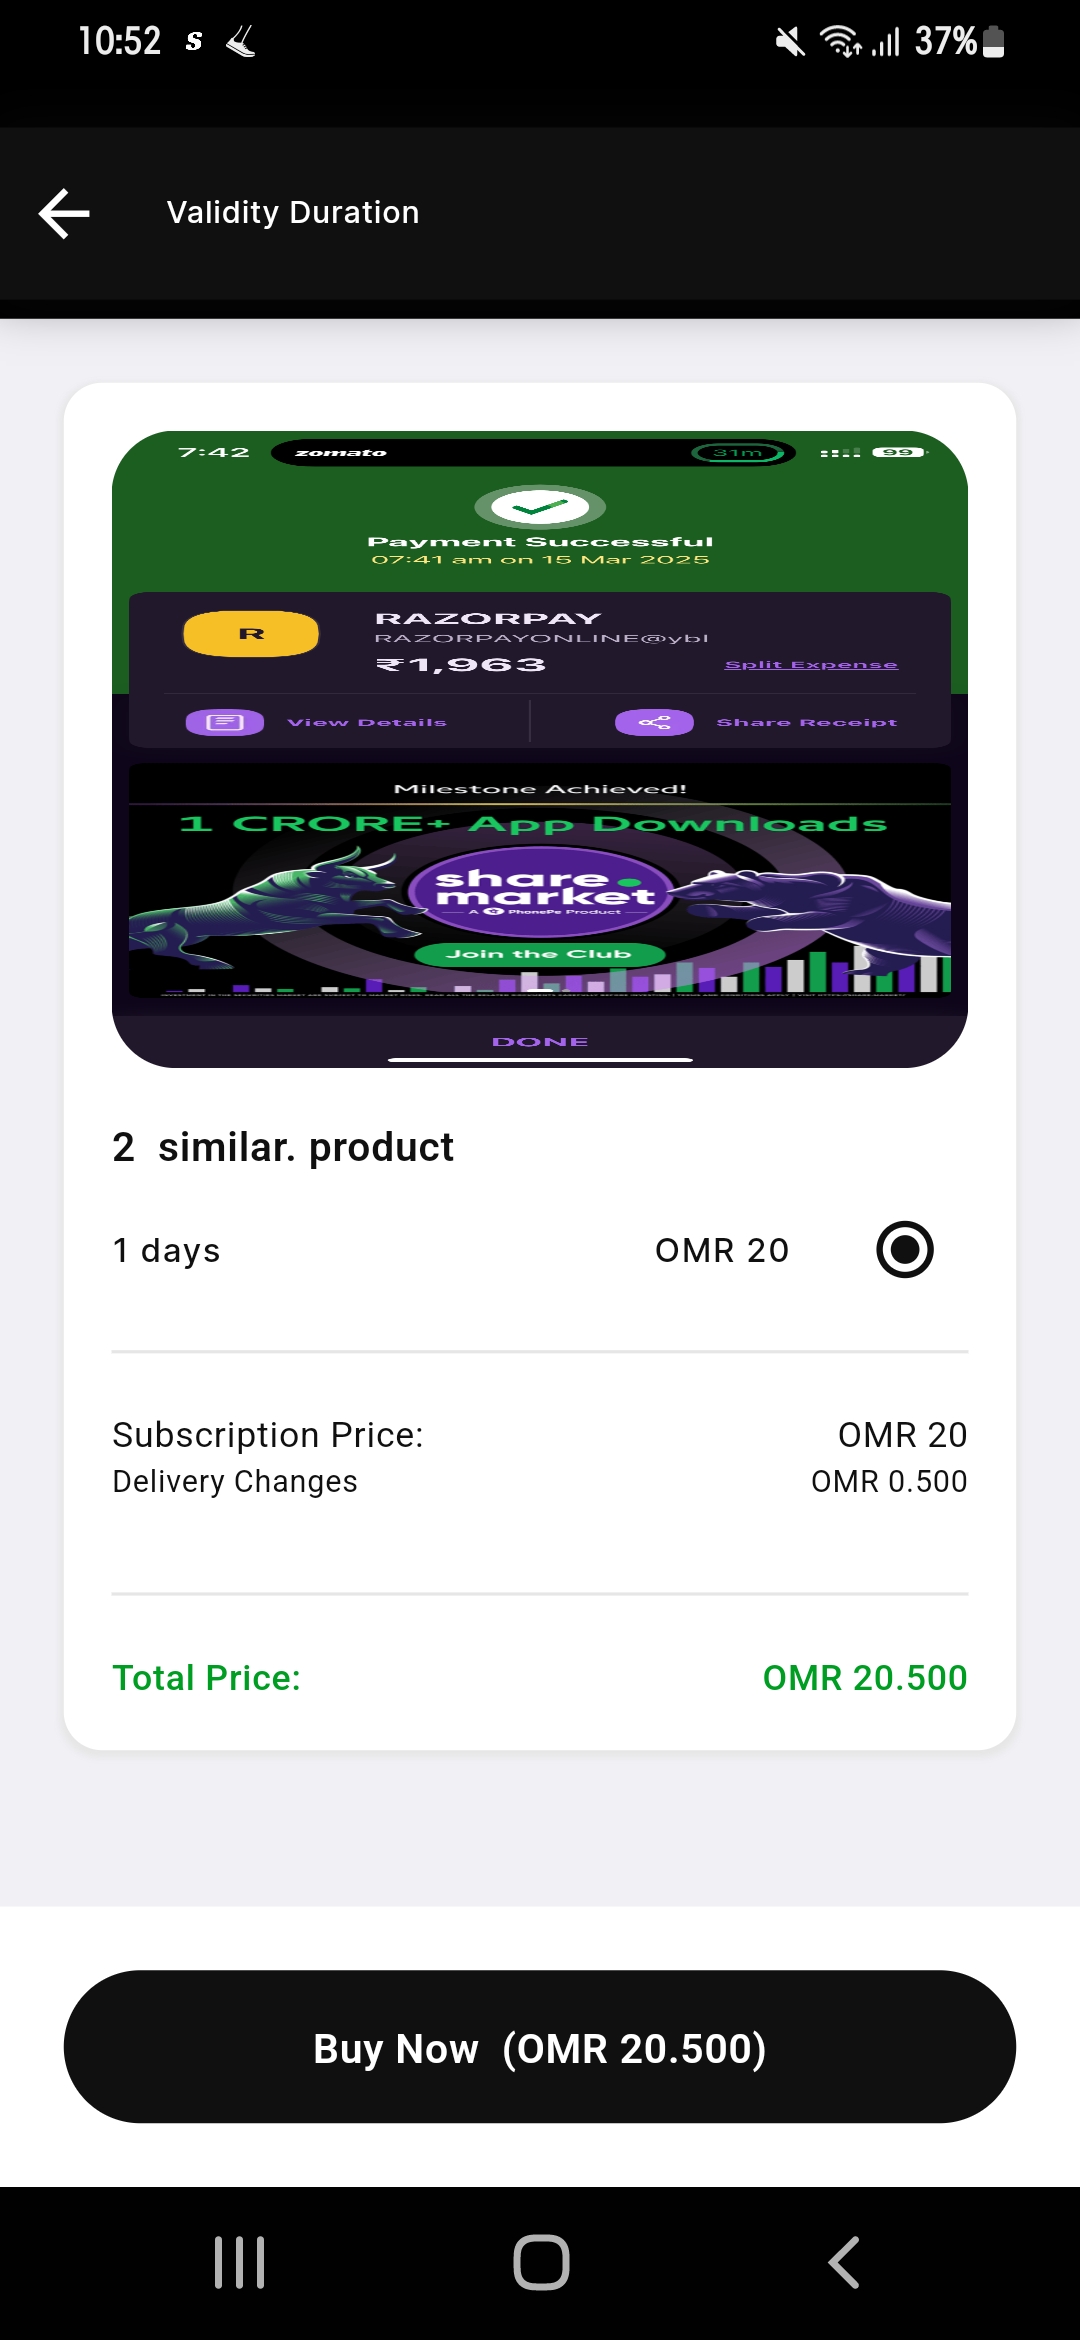 10:52 S 37%
Validity Duration
7:42 zomato 31m 99
Payment Successful
07:41 am on 15 Mar 2025
R
RAZORPAY
RAZORPAYONLINE@ybl
₹1,963
Split Expense
View Details
Share Receipt
Milestone Achieved!
1 CRORE+ App Downloads
share.
market
A PhonePe Product
Join the Club
DONE
2 similar. product
1 days OMR 20
Subscription Price: OMR 20
Delivery Changes OMR 0.500
Total Price: OMR 20.500
Buy Now (OMR 20.500)